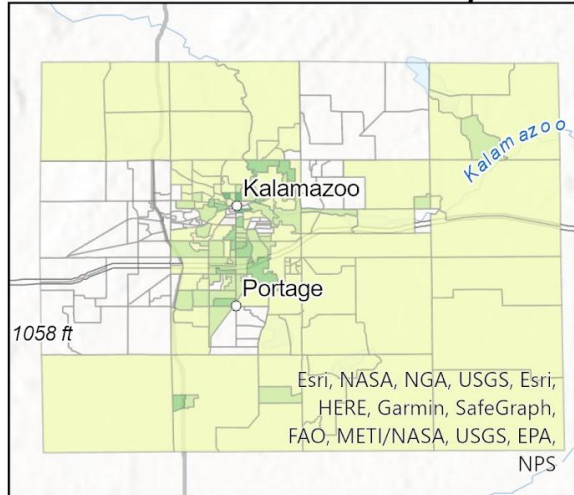 Kalamazoo
Kalamazoo
Portage
1058 ft
Esri, NASA, NGA, USGS, Esri,
HERE, Garmin, SafeGraph,
FAO, METI/NASA, USGS, EPA,
NPS